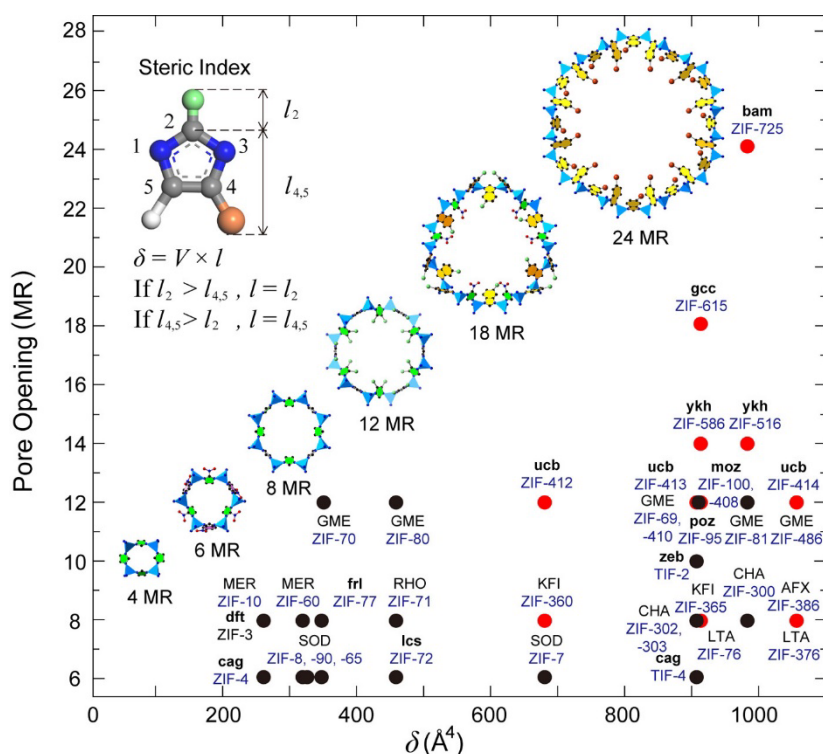 Pore Opening (MR)
28
26
24
22
20
18
16
14
12
10
8
6
0
200
400
600
800
1000
δ (Å⁴)
Steric Index
1
2
3
4
5
l₂
l₄,₅
δ = V × l
If l₂ > l₄,₅ , l = l₂
If l₄,₅ > l₂ , l = l₄,₅
4 MR
6 MR
8 MR
12 MR
18 MR
24 MR
bam
ZIF-725
gcc
ZIF-615
ykh
ZIF-586
ykh
ZIF-516
ucb
ZIF-412
ucb
ZIF-413
moz
ZIF-100,
-408
ucb
ZIF-414
GME
ZIF-70
GME
ZIF-80
GME
ZIF-69,
-410
poz
ZIF-95
GME
ZIF-81
GME
ZIF-486
zeb
TIF-2
MER
ZIF-10
dft
ZIF-3
MER
ZIF-60
frl
ZIF-77
RHO
ZIF-71
KFI
ZIF-360
CHA
ZIF-302,
-303
KFI
ZIF-365
CHA
ZIF-300
AFX
ZIF-386
LTA
ZIF-76
LTA
ZIF-376
cag
ZIF-4
SOD
ZIF-8, -90, -65
lcs
ZIF-72
SOD
ZIF-7
cag
TIF-4